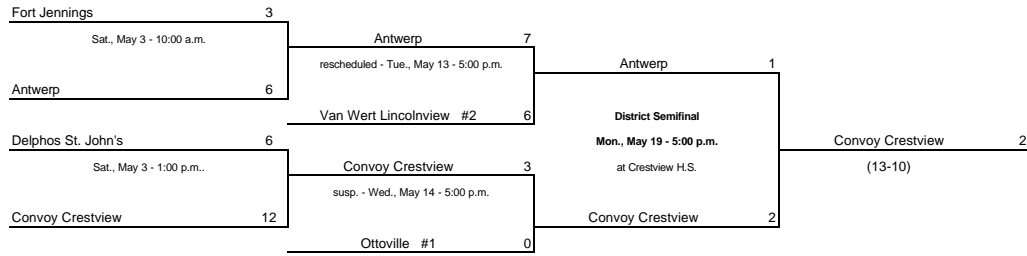 Fort Jennings 3
Sat., May 3 - 10:00 a.m.
Antwerp 7
rescheduled - Tue., May 13 - 5:00 p.m.
Antwerp 1
Antwerp 6
Van Wert Lincolnview #2 6
District Semifinal
Delphos St. John's 6
Mon., May 19 - 5:00 p.m.
Convoy Crestview 2
Sat., May 3 - 1:00 p.m..
Convoy Crestview 3
at Crestview H.S.
(13-10)
susp. - Wed., May 14 - 5:00 p.m.
Convoy Crestview 12
Convoy Crestview 2
Ottoville #1 0